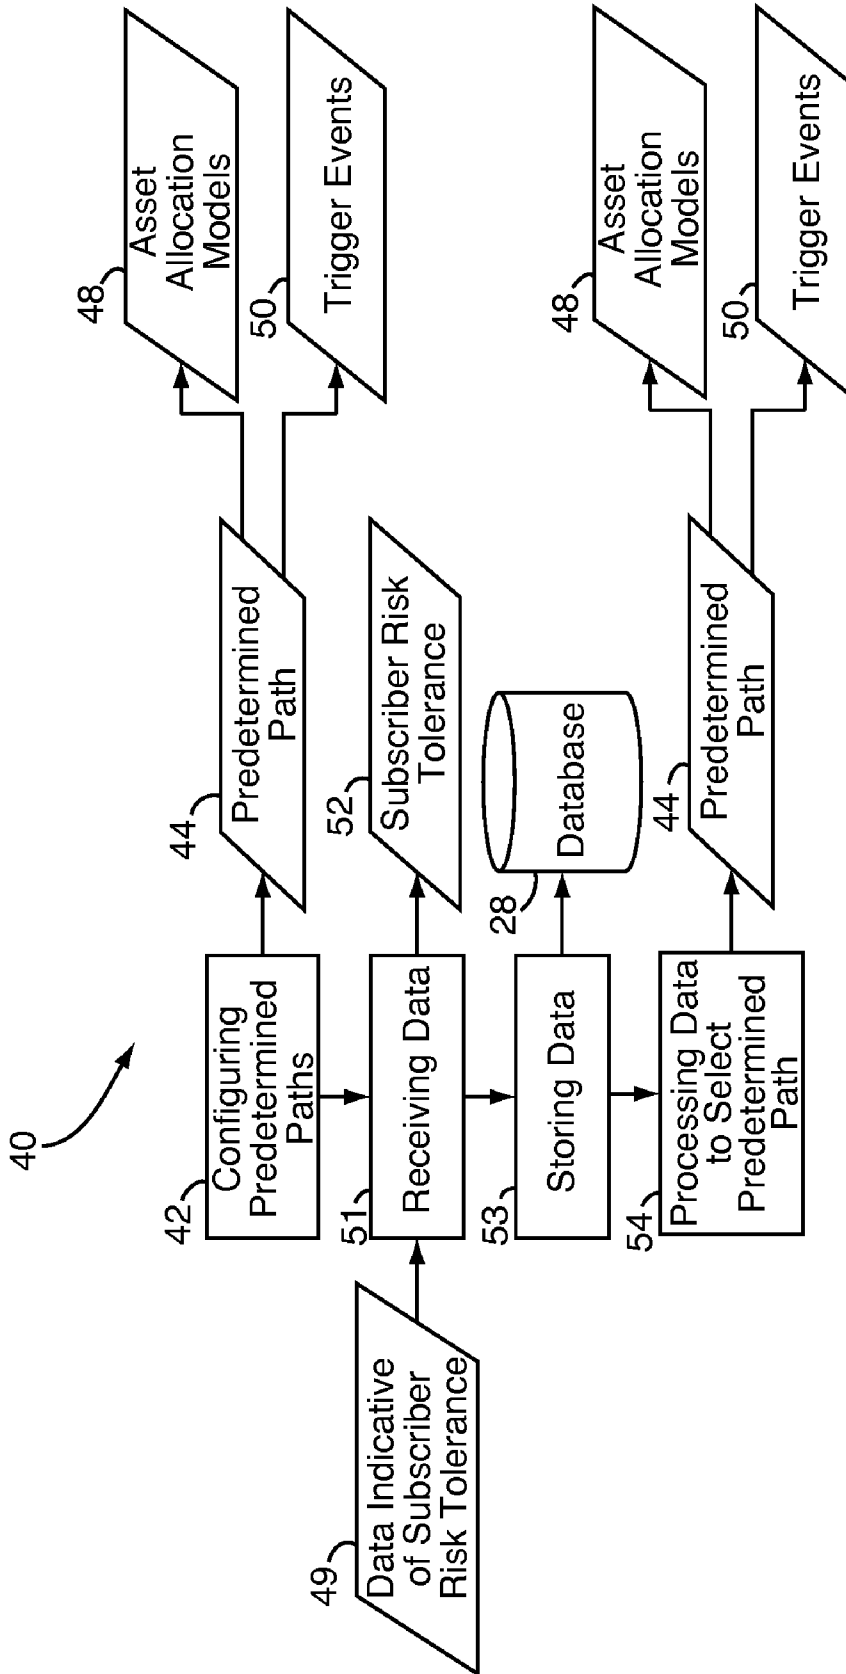 40
42
Configuring
Predetermined
Paths
44
Predetermined
Path
48
Asset
Allocation
Models
50
Trigger Events
49
Data Indicative
of Subscriber
Risk Tolerance
51
Receiving Data
52
Subscriber Risk
Tolerance
53
Storing Data
28
Database
54
Processing Data
to Select
Predetermined
Path
44
Predetermined
Path
48
Asset
Allocation
Models
50
Trigger Events